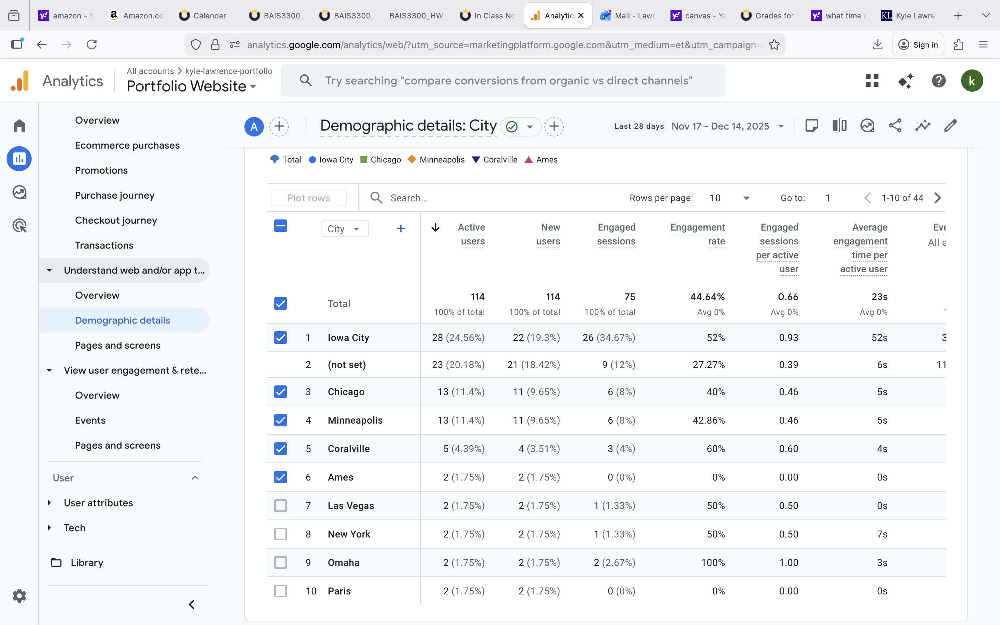 amazon - Y
Amazon.co
Calendar
BAIS3300_
BAIS3300_
BAIS3300_HW_
In Class No
Analytic
Mail - Lawr
canvas - Ya
Grades for
what time
KL Kyle Lawre
analytics.google.com/analytics/web/?utm_source=marketingplatform.google.com&utm_medium=et&utm_campaign=
Sign in
Analytics
All accounts > kyle-lawrence-portfolio
Portfolio Website
Try searching "compare conversions from organic vs direct channels"
k
Overview
Ecommerce purchases
Promotions
Purchase journey
Checkout journey
Transactions
Understand web and/or app t...
Overview
Demographic details
Pages and screens
View user engagement & rete...
Overview
Events
Pages and screens
User
User attributes
Tech
Library
A
Demographic details: City
Last 28 days Nov 17 - Dec 14, 2025
Total Iowa City Chicago Minneapolis Coralville Ames
Plot rows
Search...
Rows per page: 10
Go to: 1
1-10 of 44
City
Active users
New users
Engaged sessions
Engagement rate
Engaged sessions per active user
Average engagement time per active user
Eve
All e
Total 114 114 75 44.64% 0.66 23s
100% of total 100% of total 100% of total Avg 0% Avg 0% Avg 0%
1 Iowa City 28 (24.56%) 22 (19.3%) 26 (34.67%) 52% 0.93 52s 3
2 (not set) 23 (20.18%) 21 (18.42%) 9 (12%) 27.27% 0.39 6s 11
3 Chicago 13 (11.4%) 11 (9.65%) 6 (8%) 40% 0.46 5s
4 Minneapolis 13 (11.4%) 11 (9.65%) 6 (8%) 42.86% 0.46 5s
5 Coralville 5 (4.39%) 4 (3.51%) 3 (4%) 60% 0.60 4s
6 Ames 2 (1.75%) 2 (1.75%) 0 (0%) 0% 0.00 0s
7 Las Vegas 2 (1.75%) 2 (1.75%) 1 (1.33%) 50% 0.50 0s
8 New York 2 (1.75%) 2 (1.75%) 1 (1.33%) 50% 0.50 7s
9 Omaha 2 (1.75%) 2 (1.75%) 2 (2.67%) 100% 1.00 3s
10 Paris 2 (1.75%) 2 (1.75%) 0 (0%) 0% 0.00 0s